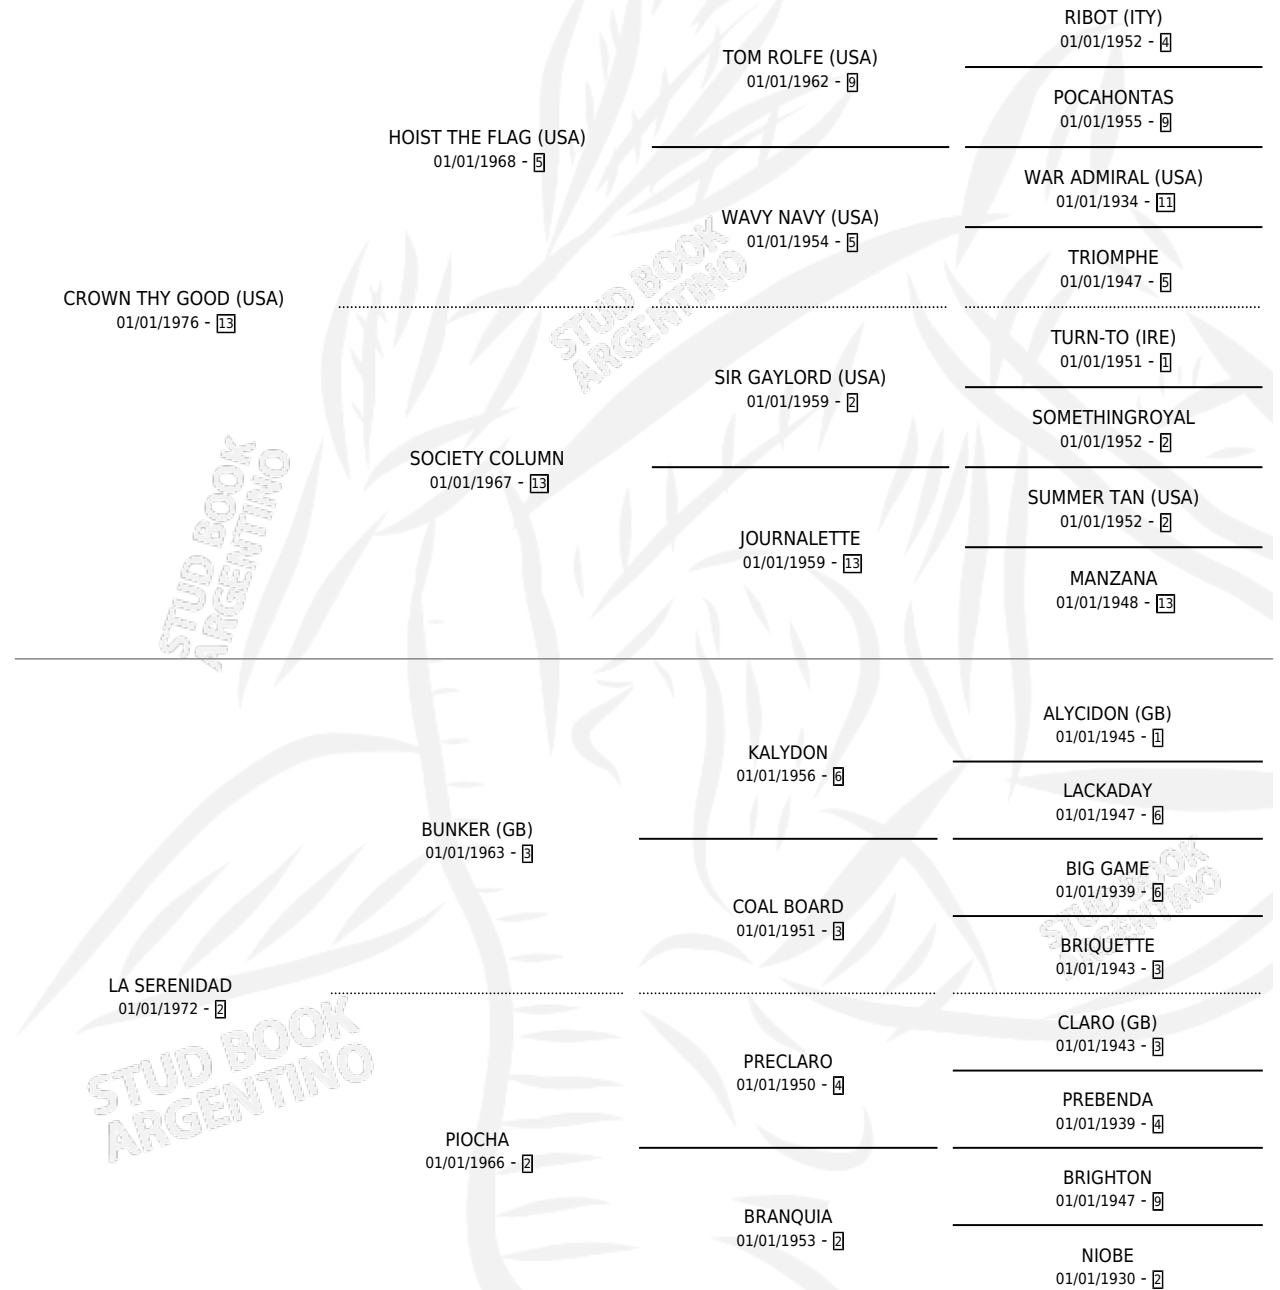 RIBOT (ITY)
01/01/1952 - 4
TOM ROLFE (USA)
01/01/1962 - 9
POCAHONTAS
01/01/1955 - 9
HOIST THE FLAG (USA)
01/01/1968 - 5
WAR ADMIRAL (USA)
01/01/1934 - 11
WAVY NAVY (USA)
01/01/1954 - 5
TRIOMPHE
01/01/1947 - 5
CROWN THY GOOD (USA)
01/01/1976 - 13
TURN-TO (IRE)
01/01/1951 - 1
SIR GAYLORD (USA)
01/01/1959 - 2
SOMETHINGROYAL
01/01/1952 - 2
SOCIETY COLUMN
01/01/1967 - 13
SUMMER TAN (USA)
01/01/1952 - 2
JOURNALETTE
01/01/1959 - 13
MANZANA
01/01/1948 - 13
ALYCIDON (GB)
01/01/1945 - 1
KALYDON
01/01/1956 - 6
LACKADAY
01/01/1947 - 6
BUNKER (GB)
01/01/1963 - 3
BIG GAME
01/01/1939 - 6
COAL BOARD
01/01/1951 - 3
BRIQUETTE
01/01/1943 - 3
LA SERENIDAD
01/01/1972 - 2
CLARO (GB)
01/01/1943 - 3
PRECLARO
01/01/1950 - 4
PREBENDA
01/01/1939 - 4
PIOCHA
01/01/1966 - 2
BRIGHTON
01/01/1947 - 9
BRANQUIA
01/01/1953 - 2
NIOBE
01/01/1930 - 2
STUD BOOK
ARGENTINO
STUD BOOK
ARGENTINO
STUD BOOK
ARGENTINO
STUD BOOK
ARGENTINO